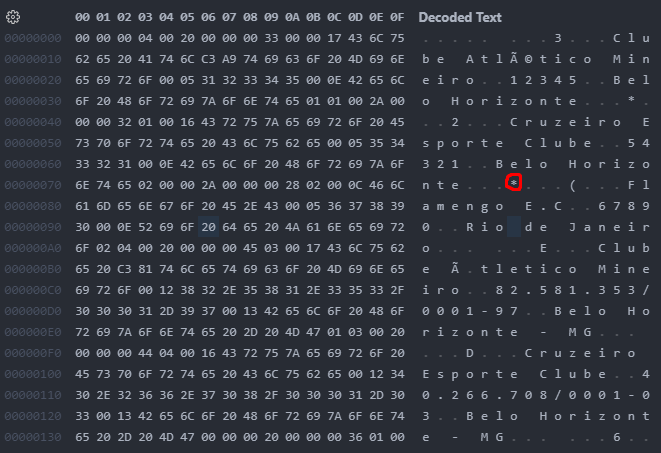 00 01 02 03 04 05 06 07 08 09 0A 0B 0C 0D 0E 0F Decoded Text
00000000 00 00 00 04 00 20 00 00 00 33 00 00 17 43 6C 75 . . . . .   . . . 3 . . . C l u
00000010 62 65 20 41 74 6C C3 A9 74 69 63 6F 20 4D 69 6E b e   A t l Ã © t i c o   M i n
00000020 65 69 72 6F 00 05 31 32 33 34 35 00 0E 42 65 6C e i r o . . 1 2 3 4 5 . . B e l
00000030 6F 20 48 6F 72 69 7A 6F 6E 74 65 01 01 00 2A 00 o   H o r i z o n t e . . . * .
00000040 00 00 32 01 00 16 43 72 75 7A 65 69 72 6F 20 45 . . 2 . . . C r u z e i r o   E
00000050 73 70 6F 72 74 65 20 43 6C 75 62 65 00 05 35 34 s p o r t e   C l u b e . . 5 4
00000060 33 32 31 00 0E 42 65 6C 6F 20 48 6F 72 69 7A 6F 3 2 1 . . B e l o   H o r i z o
00000070 6E 74 65 02 00 00 2A 00 00 00 28 02 00 0C 46 6C n t e . . . * . . . ( . . . F l
00000080 61 6D 65 6E 67 6F 20 45 2E 43 00 05 36 37 38 39 a m e n g o   E . C . . 6 7 8 9
00000090 30 00 0E 52 69 6F 20 64 65 20 4A 61 6E 65 69 72 0 . . R i o   d e   J a n e i r
000000A0 6F 02 04 00 20 00 00 00 45 03 00 17 43 6C 75 62 o . . .   . . . E . . . C l u b
000000B0 65 20 C3 81 74 6C 65 74 69 63 6F 20 4D 69 6E 65 e   Ã . t l e t i c o   M i n e
000000C0 69 72 6F 00 12 38 32 2E 35 38 31 2E 33 35 33 2F i r o . . 8 2 . 5 8 1 . 3 5 3 /
000000D0 30 30 30 31 2D 39 37 00 13 42 65 6C 6F 20 48 6F 0 0 0 1 - 9 7 . . B e l o   H o
000000E0 72 69 7A 6F 6E 74 65 20 2D 20 4D 47 01 03 00 20 r i z o n t e   -   M G . . .
000000F0 00 00 00 44 04 00 16 43 72 75 7A 65 69 72 6F 20 . . . D . . . C r u z e i r o
00000100 45 73 70 6F 72 74 65 20 43 6C 75 62 65 00 12 34 E s p o r t e   C l u b e . . 4
00000110 30 2E 32 36 36 2E 37 30 38 2F 30 30 30 31 2D 30 0 . 2 6 6 . 7 0 8 / 0 0 0 1 - 0
00000120 33 00 13 42 65 6C 6F 20 48 6F 72 69 7A 6F 6E 74 3 . . B e l o   H o r i z o n t
00000130 65 20 2D 20 4D 47 00 00 00 20 00 00 00 36 01 00 e   -   M G . . .   . . . 6 . .